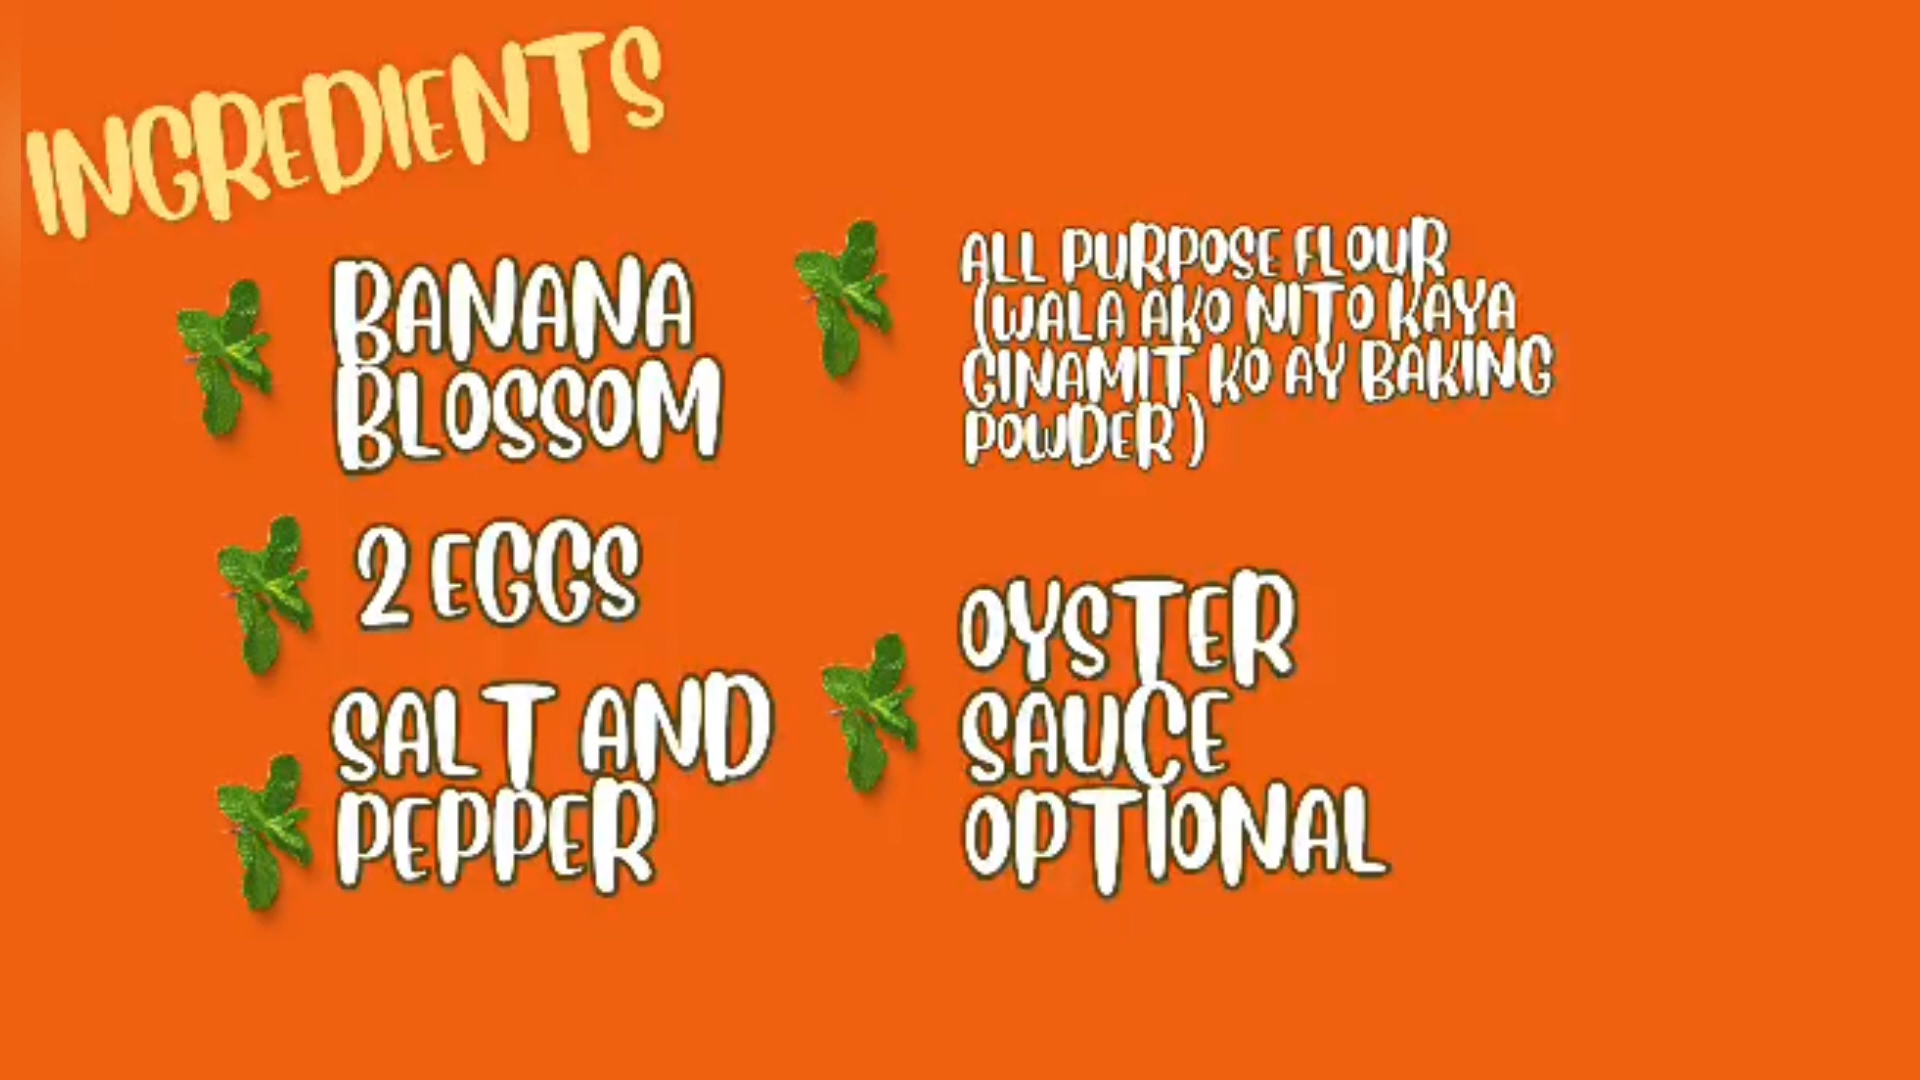 INGREDIENTS
BANANA
BLOSSOM
2 EGGS
SALT AND
PEPPER
ALL PURPOSE FLOUR
(WALA AKO NITO KAYA
GINAMIT KO AY BAKING
POWDER )
OYSTER
SAUCE
OPTIONAL